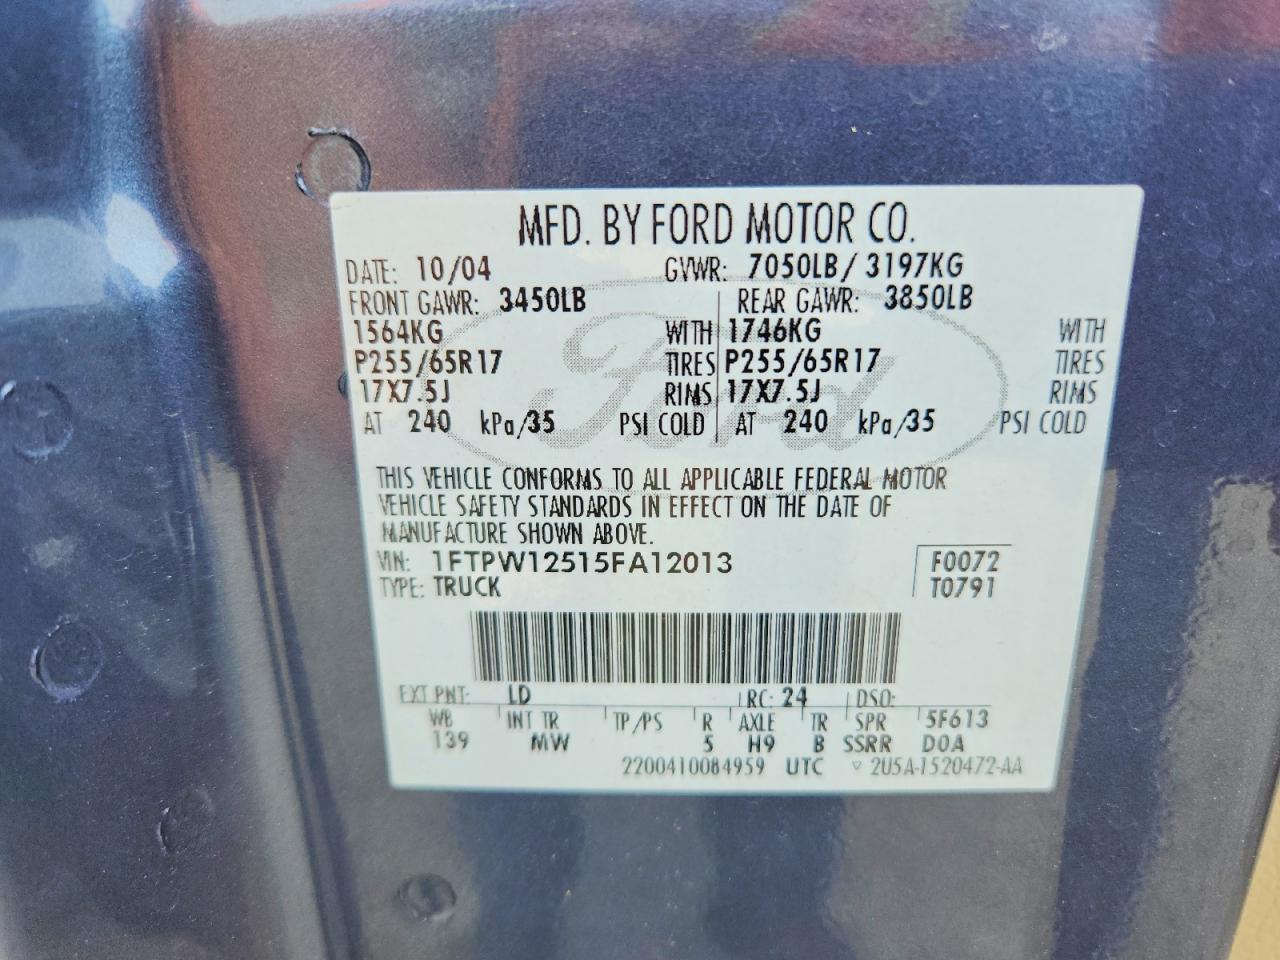 MFD. BY FORD MOTOR CO.
DATE: 10/04 GVWR: 7050LB/ 3197KG
FRONT GAWR: 3450LB REAR GAWR: 3850LB
1564KG WITH 1746KG WITH
P255/65R17 TIRES P255/65R17 TIRES
17X7.5J RIMS 17X7.5J RIMS
AT 240 kPa/35 PSI COLD AT 240 kPa/35 PSI COLD
Ford
THIS VEHICLE CONFORMS TO ALL APPLICABLE FEDERAL MOTOR
VEHICLE SAFETY STANDARDS IN EFFECT ON THE DATE OF
MANUFACTURE SHOWN ABOVE.
VIN: 1FTPW12515FA12013 F0072
TYPE: TRUCK T0791
EXT PNT: LD RC: 24 DSO:
WB INT TR TP/PS R AXLE TR SPR 5F613
139 MW 5 H9 B SSRR DOA
2200410084959 UTC ▽ 2U5A-1520472-AA